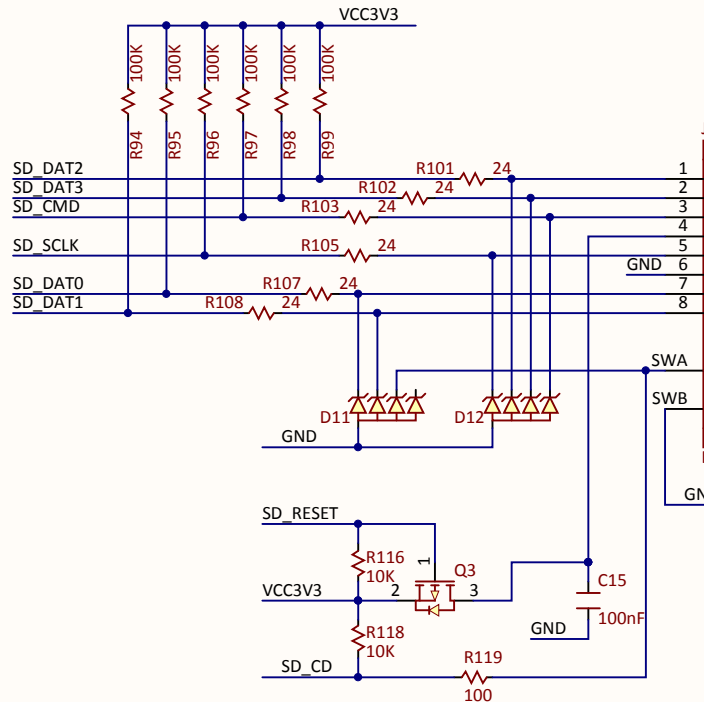 VCC3V3
100K 100K 100K 100K 100K 100K
R94 R95 R96 R97 R98 R99
SD_DAT2 R101 24 1
SD_DAT3 R102 24 2
SD_CMD R103 24 3
4
SD_SCLK R105 24 5
GND 6
SD_DAT0 R107 24 7
SD_DAT1 R108 24 8
SWA
SWB
D11 D12
GND
GN
SD_RESET
R116 1 Q3
10K
VCC3V3 2 3
C15
100nF
R118
10K
GND
SD_CD R119
100